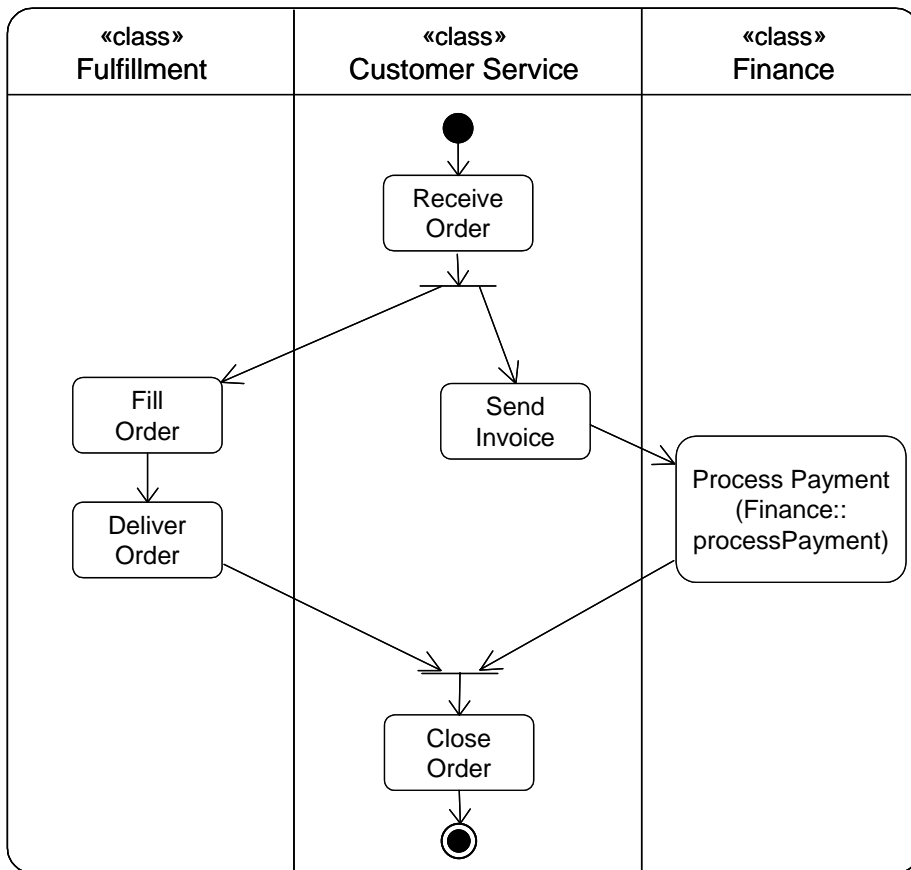 «class»
Fulfillment
«class»
Customer Service
«class»
Finance
Receive
Order
Fill
Order
Send
Invoice
Process Payment
(Finance::
processPayment)
Deliver
Order
Close
Order